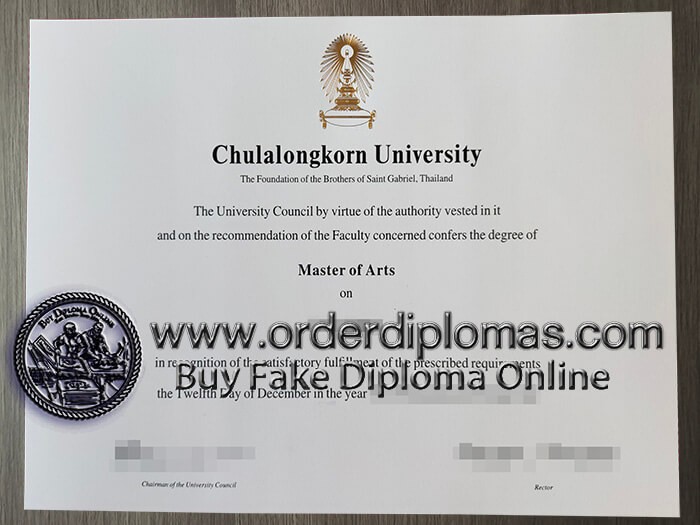 Chulalongkorn University
The Foundation of the Brothers of Saint Gabriel, Thailand
The University Council by virtue of the authority vested in it
and on the recommendation of the Faculty concerned confers the degree of
Master of Arts
on
Buy Diploma Online
www.orderdiplomas.com
in recognition of the satisfactory fulfillment of the prescribed requirements
Buy Fake Diploma Online
the Twelfth Day of December in the year
Chairman of the University Council
Rector